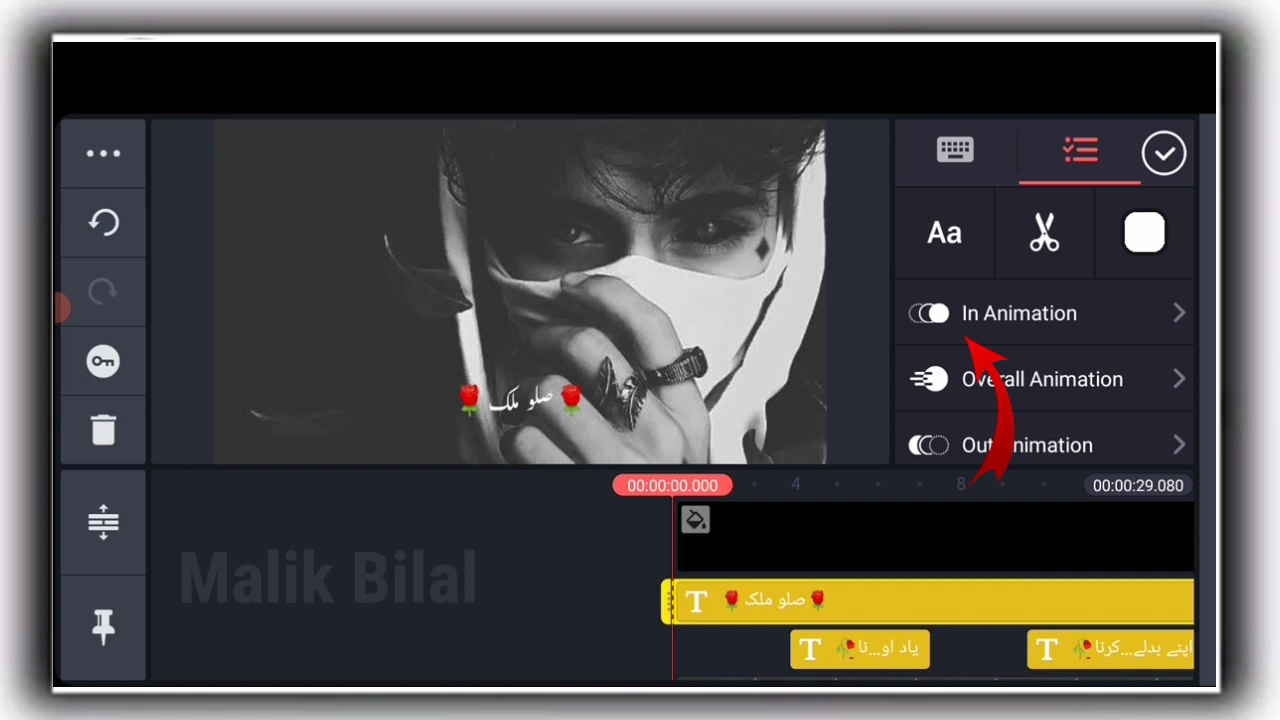 Aa
In Animation
Overall Animation
Out Animation
🌹 صلو ملک 🌹
00:00:00.000
4
8
00:00:29.080
Malik Bilal
T 🌹صلو ملک🌹
T یاد او...نا🥀
T اپنے بدلے...کرنا🥀